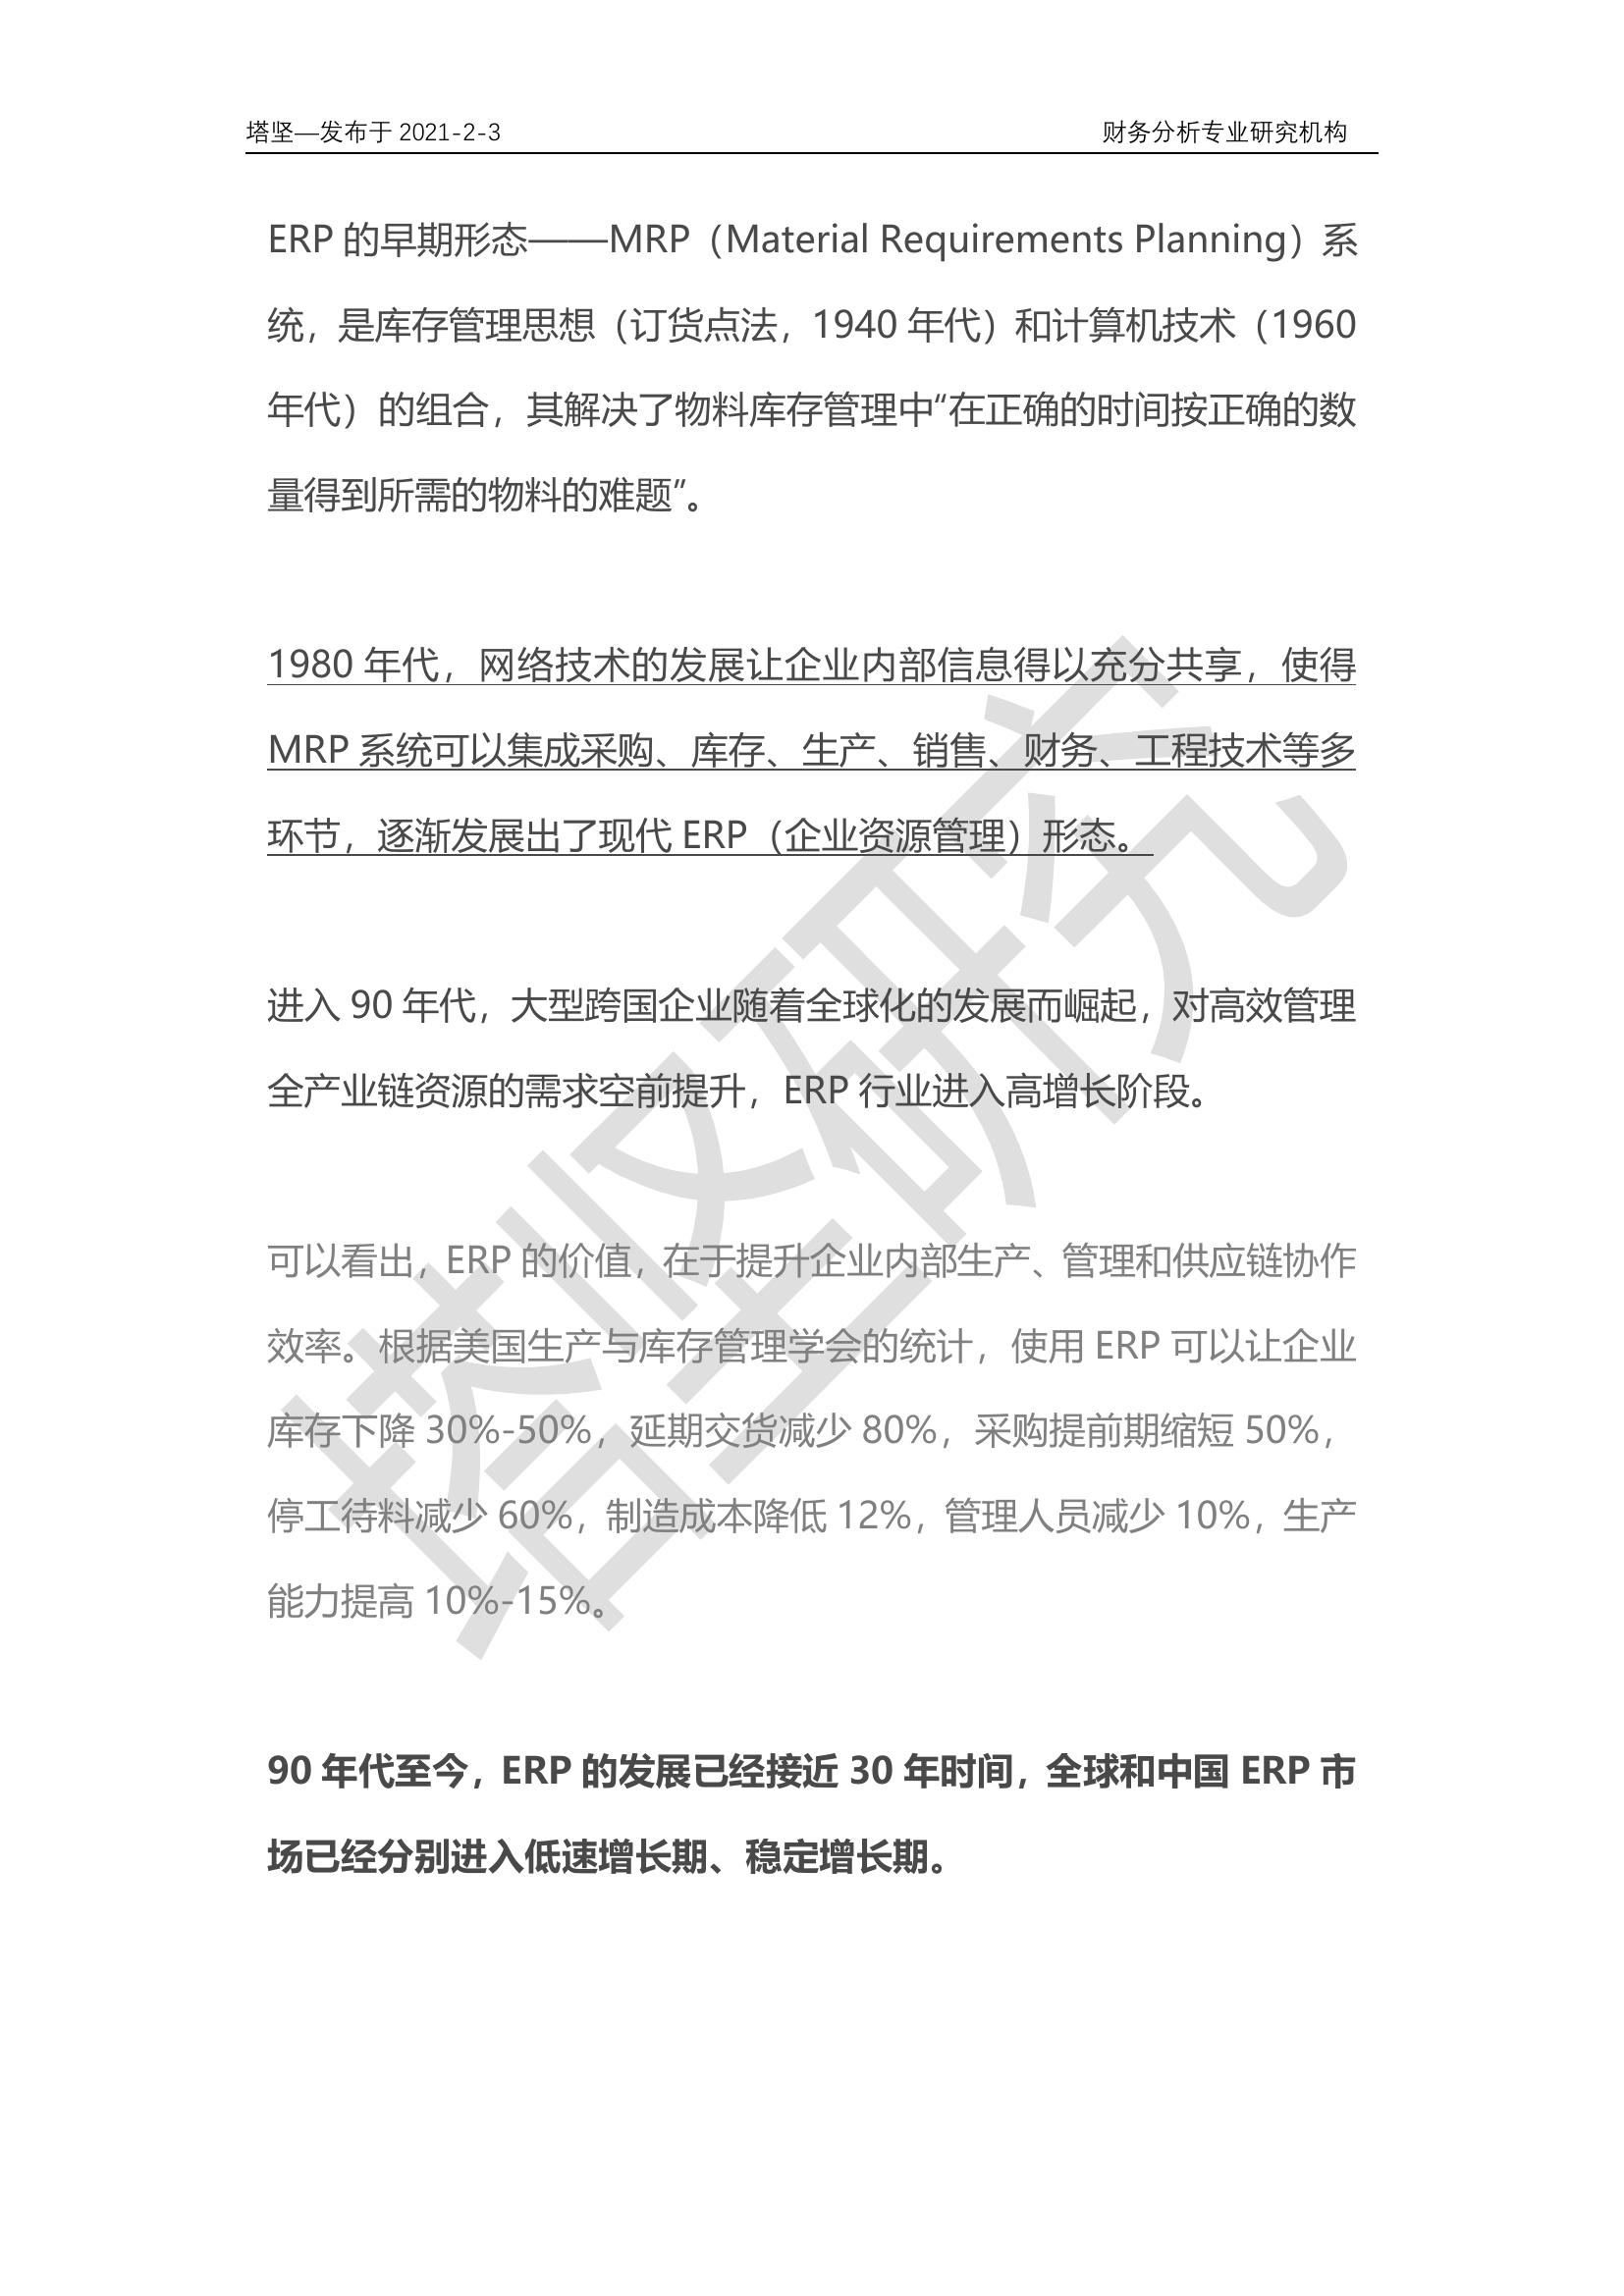 塔坚—发布于 2021-2-3 财务分析专业研究机构
ERP 的早期形态——MRP（Material Requirements Planning）系
统，是库存管理思想（订货点法，1940 年代）和计算机技术（1960
年代）的组合，其解决了物料库存管理中“在正确的时间按正确的数
量得到所需的物料的难题”。
1980 年代，网络技术的发展让企业内部信息得以充分共享，使得
MRP 系统可以集成采购、库存、生产、销售、财务、工程技术等多
环节，逐渐发展出了现代 ERP（企业资源管理）形态。
进入 90 年代，大型跨国企业随着全球化的发展而崛起，对高效管理
全产业链资源的需求空前提升，ERP 行业进入高增长阶段。
可以看出，ERP 的价值，在于提升企业内部生产、管理和供应链协作
效率。根据美国生产与库存管理学会的统计，使用 ERP 可以让企业
库存下降 30%-50%，延期交货减少 80%，采购提前期缩短 50%，
停工待料减少 60%，制造成本降低 12%，管理人员减少 10%，生产
能力提高 10%-15%。
90 年代至今，ERP 的发展已经接近 30 年时间，全球和中国 ERP 市
场已经分别进入低速增长期、稳定增长期。
塔坚研究